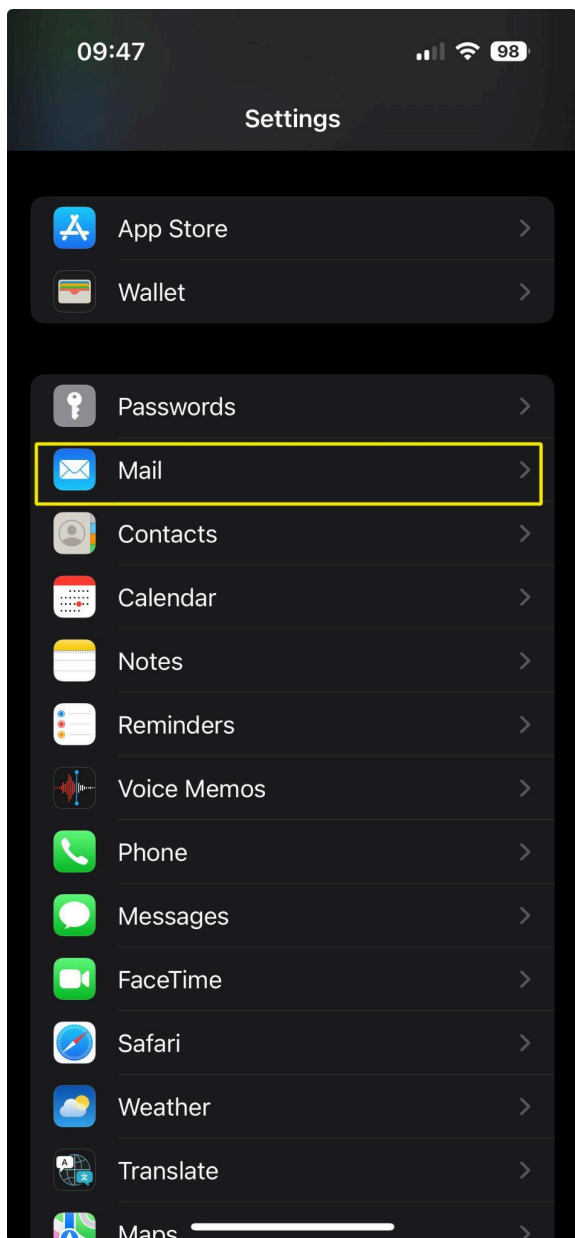 09:47
98
Settings
App Store
Wallet
Passwords
Mail
Contacts
Calendar
Notes
Reminders
Voice Memos
Phone
Messages
FaceTime
Safari
Weather
Translate
Maps